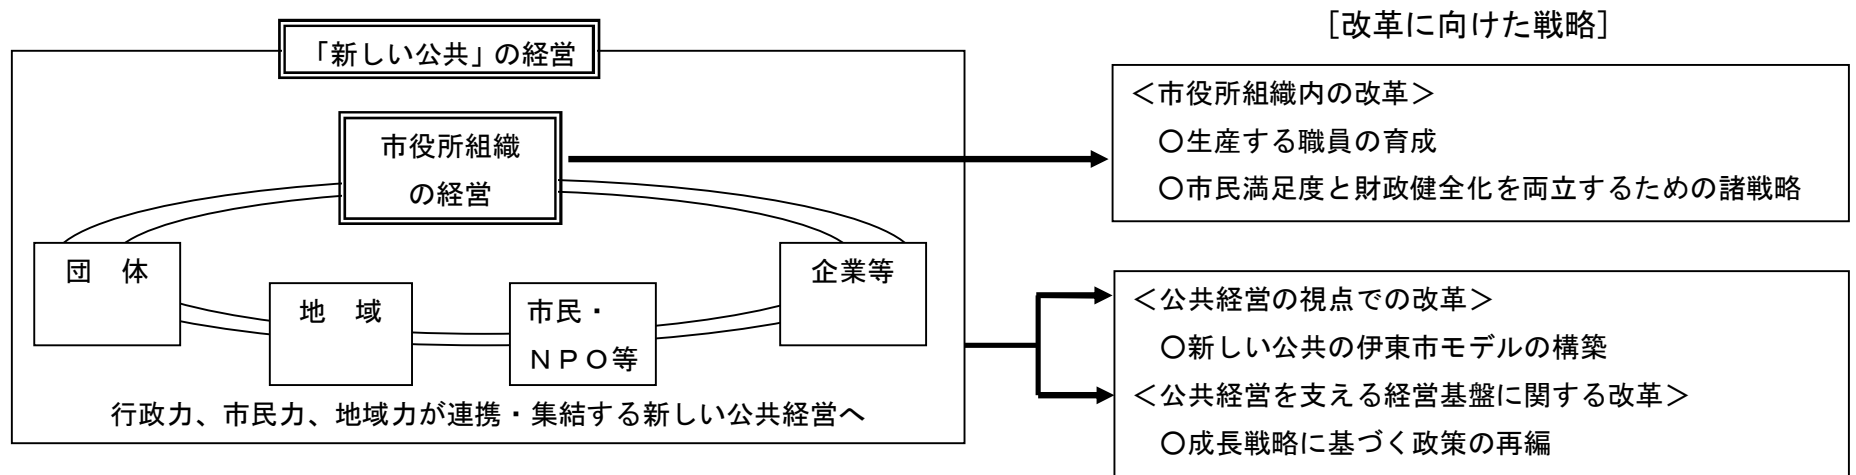 「新しい公共」の経営
市役所組織
の経営
団　体
地　域
市民・
ＮＰＯ等
企業等
行政力、市民力、地域力が連携・集結する新しい公共経営へ
［改革に向けた戦略］
＜市役所組織内の改革＞
○生産する職員の育成
○市民満足度と財政健全化を両立するための諸戦略
＜公共経営の視点での改革＞
○新しい公共の伊東市モデルの構築
＜公共経営を支える経営基盤に関する改革＞
○成長戦略に基づく政策の再編